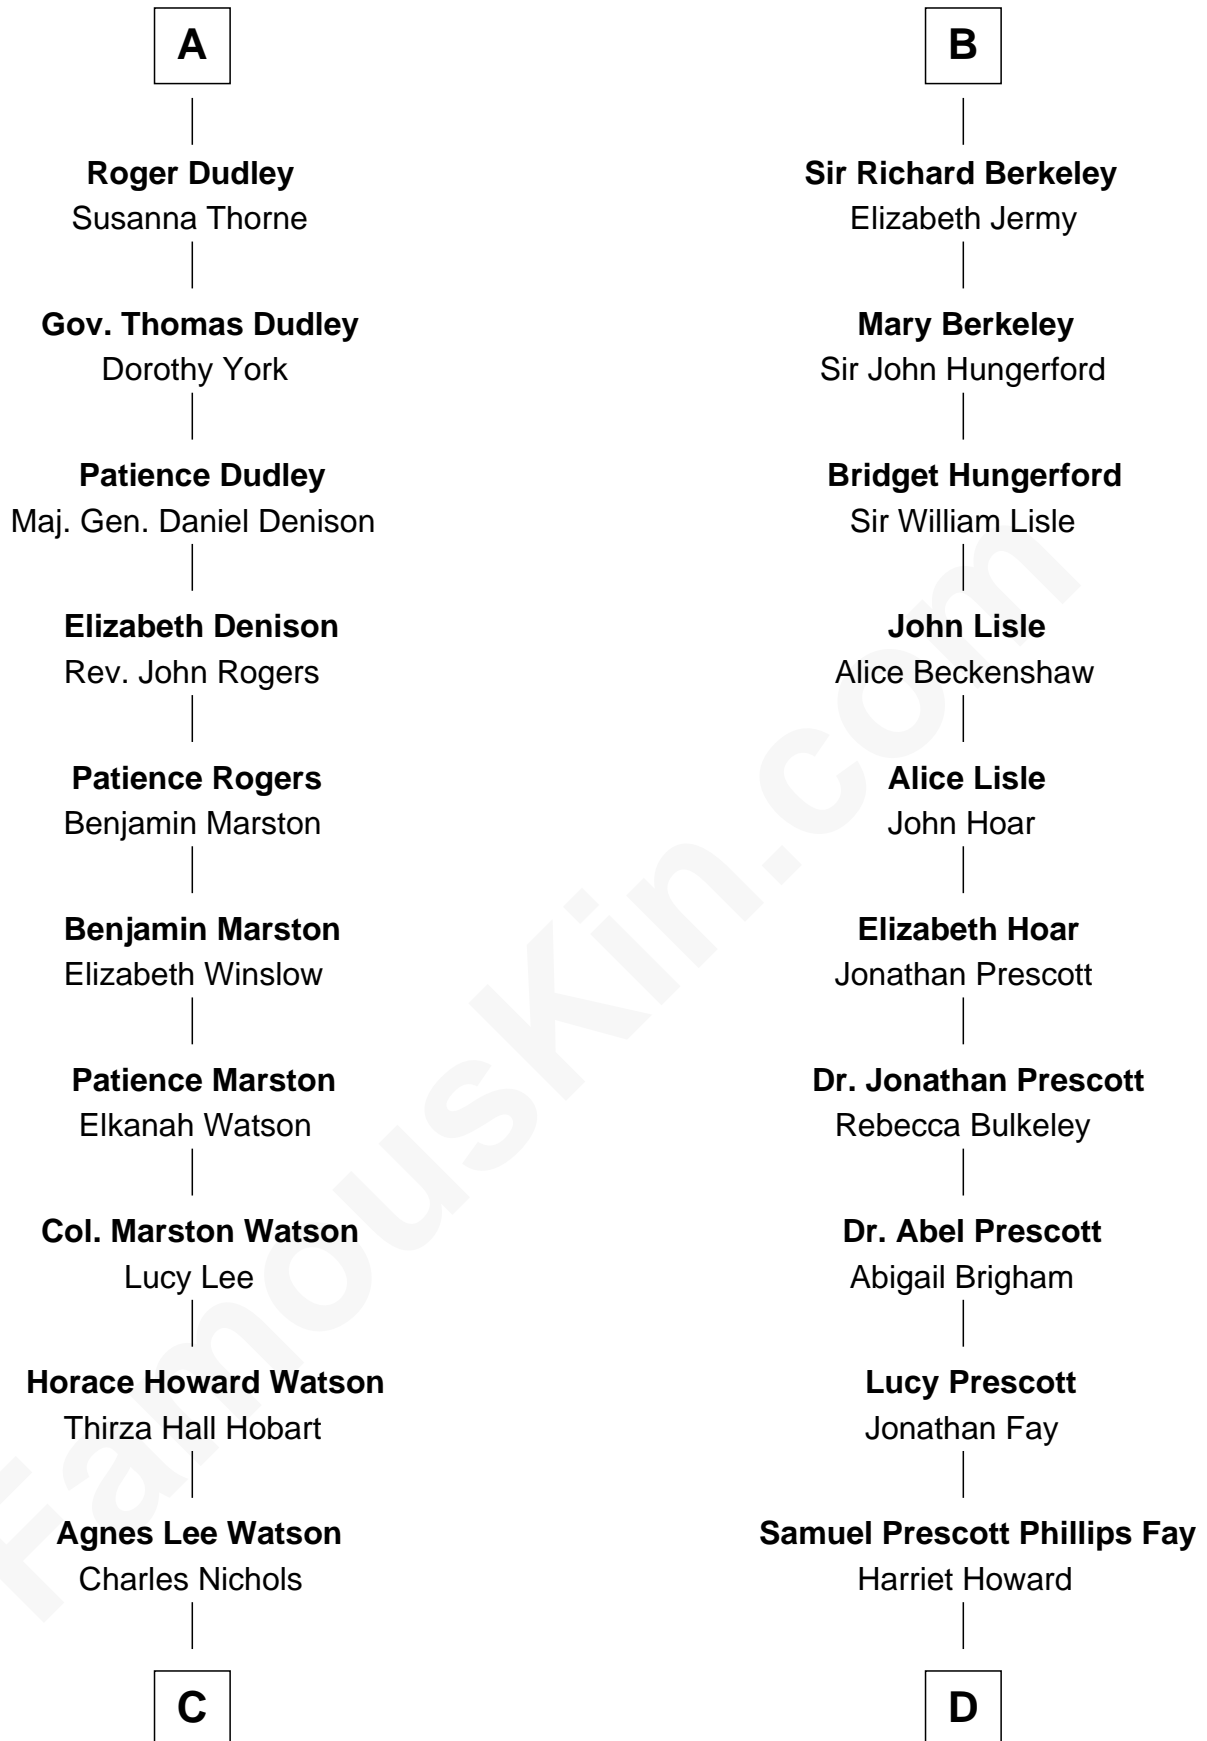 A
Roger Dudley
Susanna Thorne
Gov. Thomas Dudley
Dorothy York
Patience Dudley
Maj. Gen. Daniel Denison
Elizabeth Denison
Rev. John Rogers
Patience Rogers
Benjamin Marston
Benjamin Marston
Elizabeth Winslow
Patience Marston
Elkanah Watson
Col. Marston Watson
Lucy Lee
Horace Howard Watson
Thirza Hall Hobart
Agnes Lee Watson
Charles Nichols
C
B
Sir Richard Berkeley
Elizabeth Jermy
Mary Berkeley
Sir John Hungerford
Bridget Hungerford
Sir William Lisle
John Lisle
Alice Beckenshaw
Alice Lisle
John Hoar
Elizabeth Hoar
Jonathan Prescott
Dr. Jonathan Prescott
Rebecca Bulkeley
Dr. Abel Prescott
Abigail Brigham
Lucy Prescott
Jonathan Fay
Samuel Prescott Phillips Fay
Harriet Howard
D
FamousKin.com